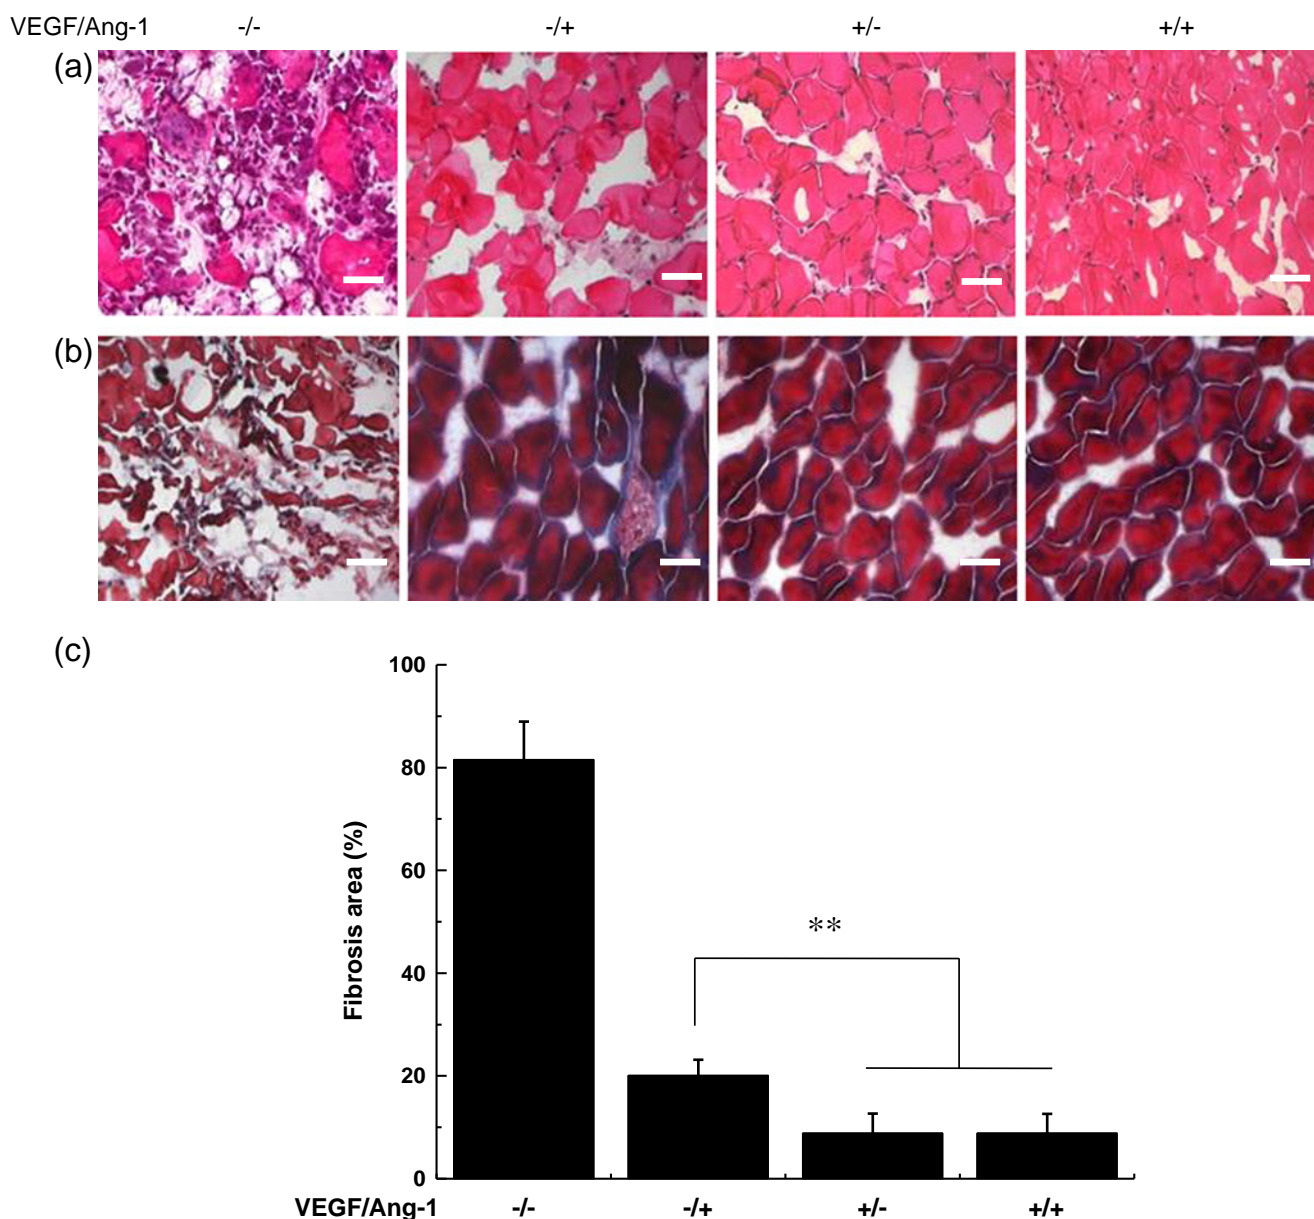 VEGF/Ang-1 -/- -/+ +/- +/+
(a)
(b)
(c)
100
80
60
40
20
0
Fibrosis area (%)
**
VEGF/Ang-1 -/- -/+ +/- +/+